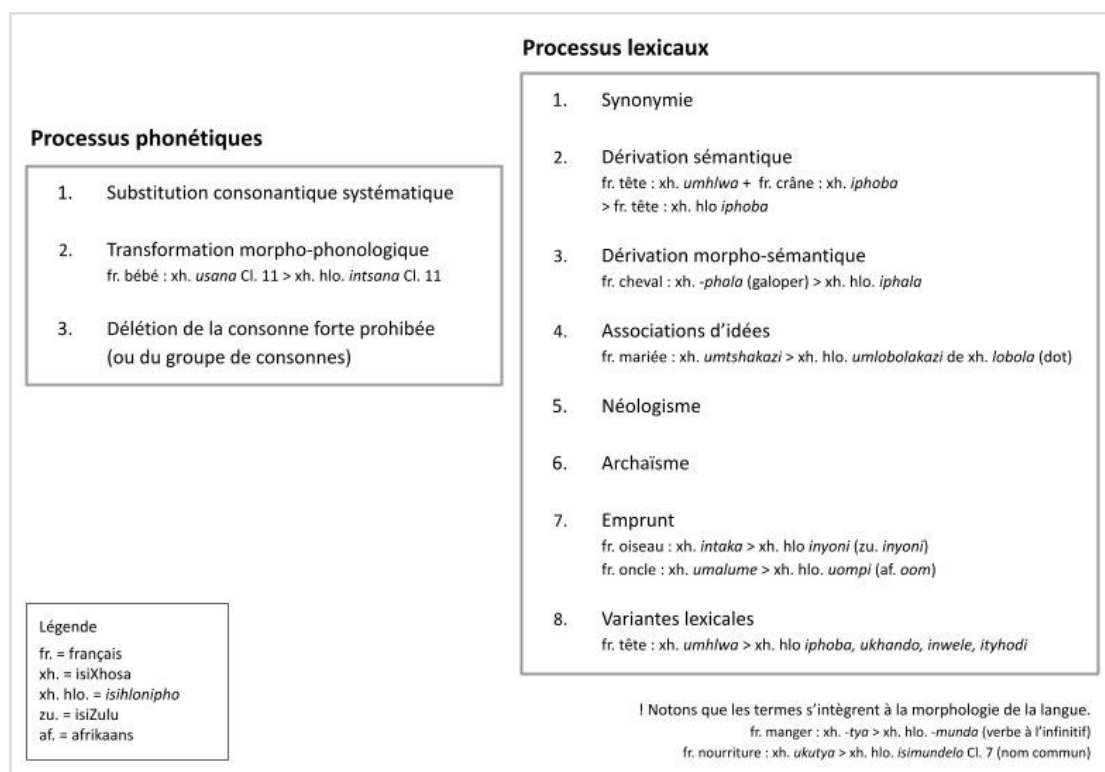 Processus phonétiques
1. Substitution consonantique systématique
2. Transformation morpho-phonologique
fr. bébé : xh. usana Cl. 11 > xh. hlo. intsana Cl. 11
3. Délétion de la consonne forte prohibée
(ou du groupe de consonnes)
Processus lexicaux
1. Synonymie
2. Dérivation sémantique
fr. tête : xh. umhlwa + fr. crâne : xh. iphoba
> fr. tête : xh. hlo iphoba
3. Dérivation morpho-sémantique
fr. cheval : xh. -phala (galoper) > xh. hlo. iphala
4. Associations d'idées
fr. mariée : xh. umtshakazi > xh. hlo. umlobolakazi de xh. lobola (dot)
5. Néologisme
6. Archaïsme
7. Emprunt
fr. oiseau : xh. intaka > xh. hlo inyoni (zu. inyoni)
fr. oncle : xh. umalume > xh. hlo. uompi (af. oom)
8. Variantes lexicales
fr. tête : xh. umhlwa > xh. hlo iphoba, ukhando, inwele, ityhodi
Légende
fr. = français
xh. = isiXhosa
xh. hlo. = isihlonipho
zu. = isiZulu
af. = afrikaans
! Notons que les termes s'intègrent à la morphologie de la langue.
fr. manger : xh. -tya > xh. hlo. -munda (verbe à l'infinitif)
fr. nourriture : xh. ukutya > xh. hlo. isimundelo Cl. 7 (nom commun)